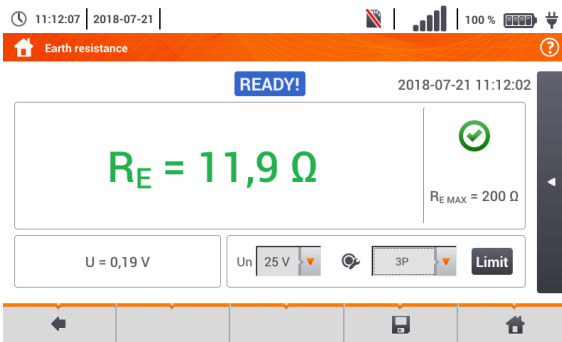 11:12:07 2018-07-21 100 %
Earth resistance ?
READY! 2018-07-21 11:12:02
RE = 11,9 Ω
RE MAX = 200 Ω
U = 0,19 V Un 25 V 3P Limit